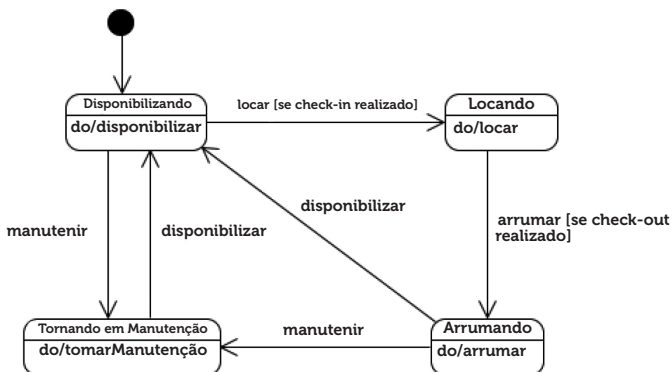 Disponibilizando
do/disponibilizar
locar [se check-in realizado]
Locando
do/locar
manutenir
disponibilizar
disponibilizar
arrumar [se check-out
realizado]
Tornando em Manutenção
do/tomarManutenção
manutenir
Arrumando
do/arrumar